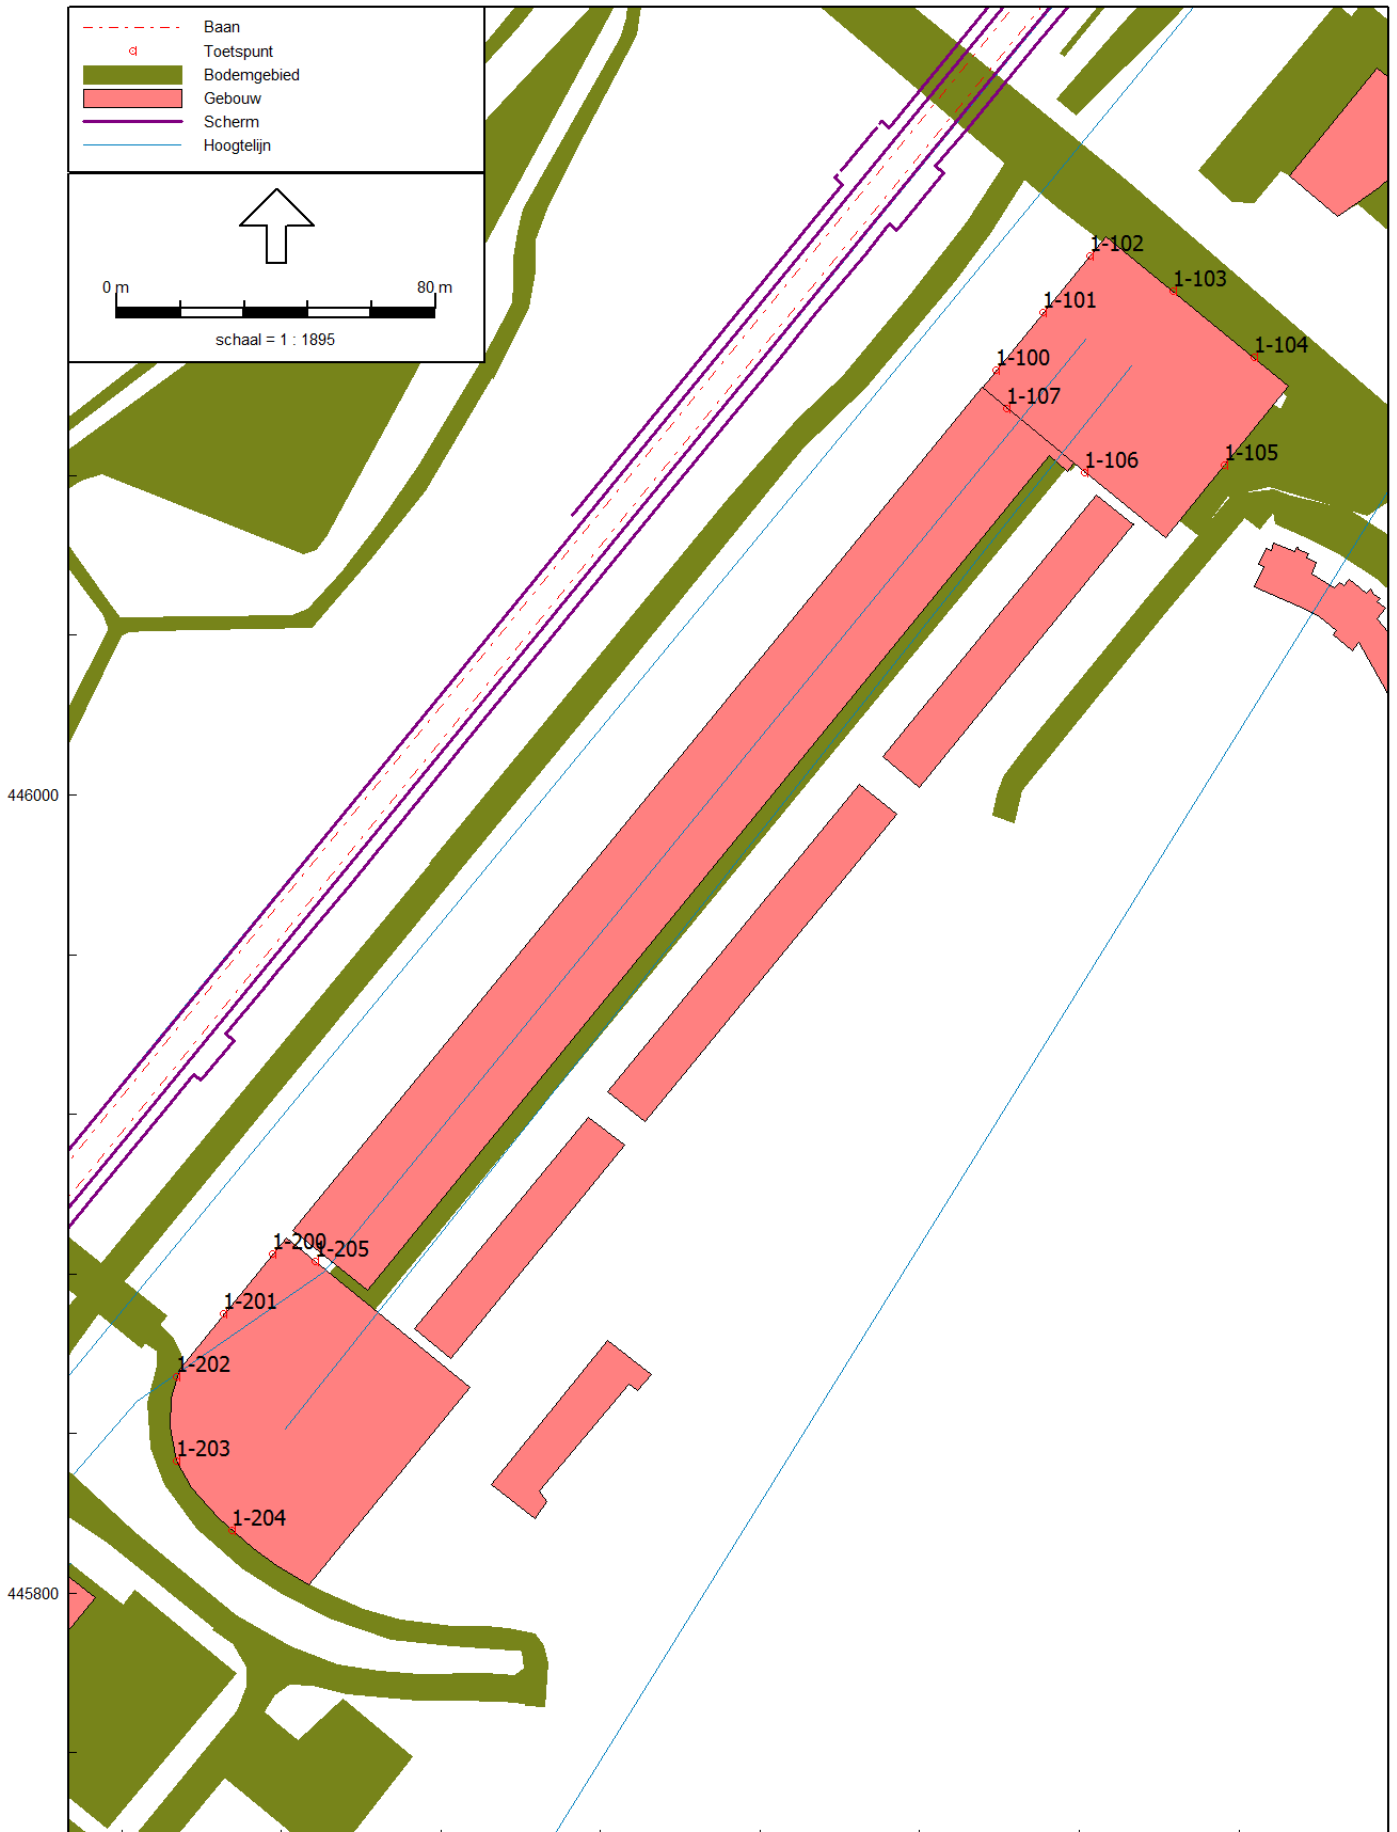 Baan
Toetspunt
Bodemgebied
Gebouw
Scherm
Hoogtelijn
0 m 80 m
schaal = 1 : 1895
1-102
1-103
1-101
1-104
1-100
1-107
1-105
1-106
446000
1-200
1-205
1-201
1-202
1-203
1-204
445800